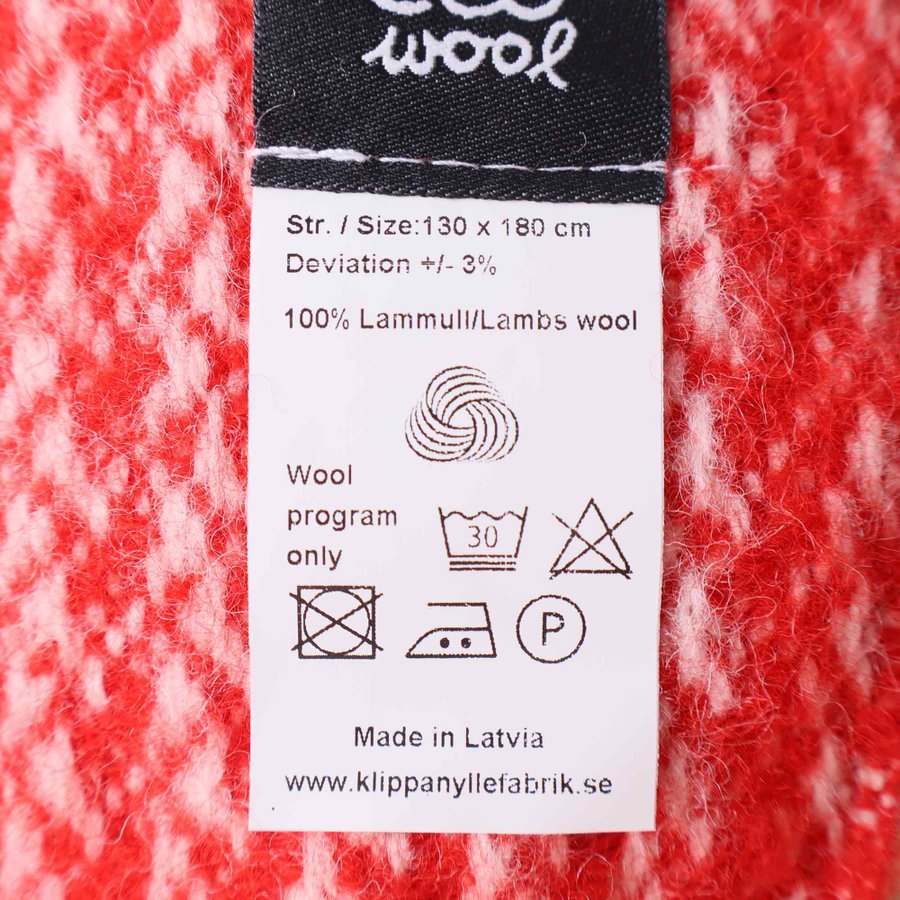 wool
Str. / Size:130 x 180 cm
Deviation +/- 3%
100% Lammull/Lambs wool
Wool
program
only
30
P
Made in Latvia
www.klippanyllefabrik.se